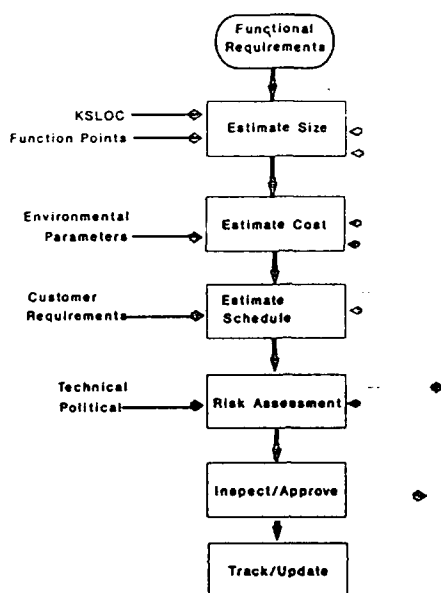 Functional
Requirements
KSLOC
Function Points
Estimate Size
Environmental
Parameters
Estimate Cost
Customer
Requirements
Estimate
Schedule
Technical
Political
Risk Assessment
Inspect/Approve
Track/Update